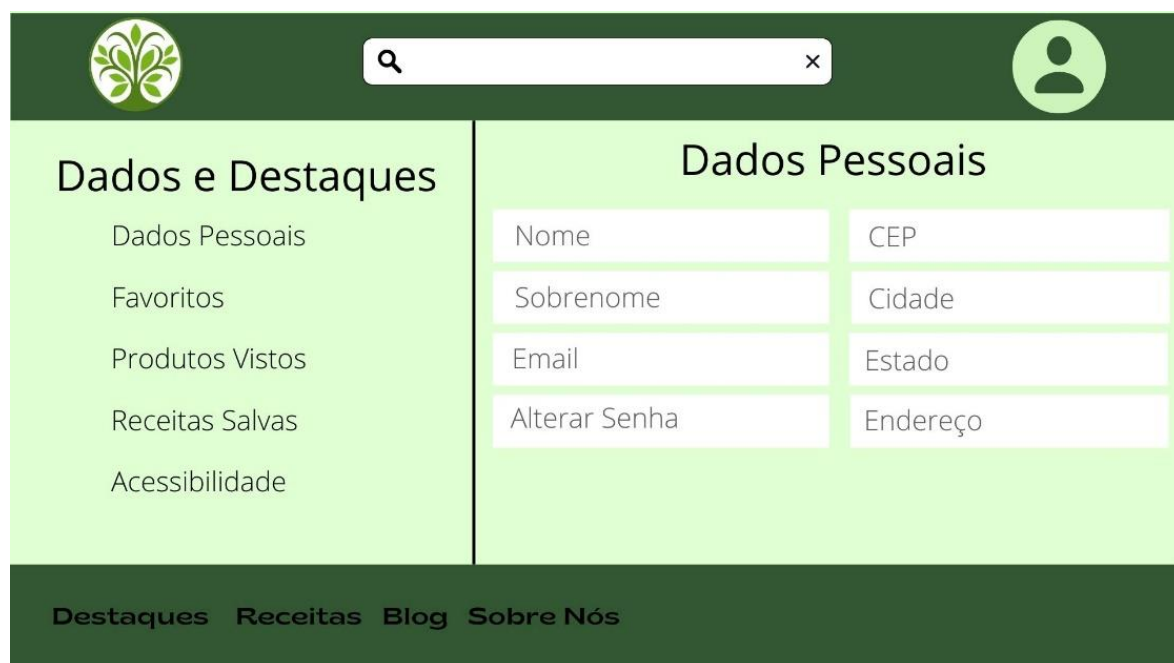 Dados e Destaques
Dados Pessoais
Favoritos
Produtos Vistos
Receitas Salvas
Acessibilidade
Dados Pessoais
Nome
CEP
Sobrenome
Cidade
Email
Estado
Alterar Senha
Endereço
Destaques Receitas Blog Sobre Nós